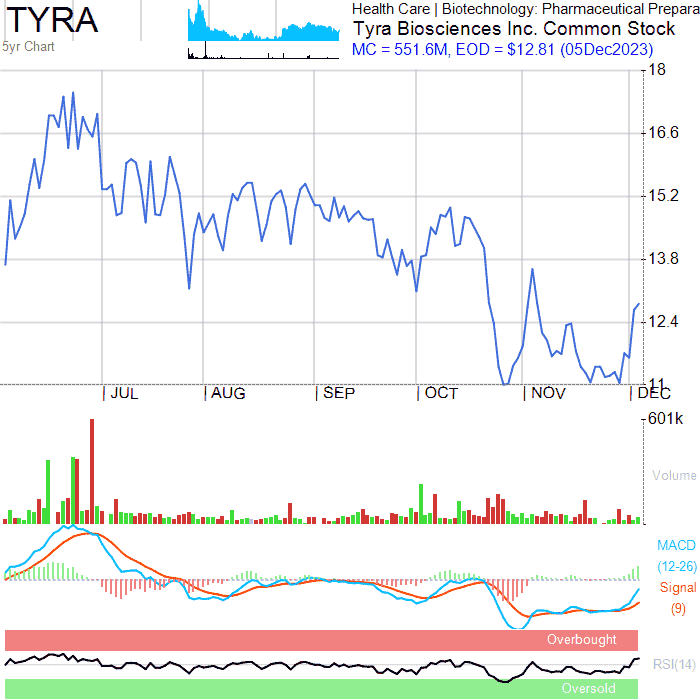 TYRA
5yr Chart
Health Care | Biotechnology: Pharmaceutical Prepara
Tyra Biosciences Inc. Common Stock
MC = 551.6M, EOD = $12.81 (05Dec2023)
18
16.6
15.2
13.8
12.4
11
JUL
AUG
SEP
OCT
NOV
DEC
601k
Volume
MACD
(12-26)
Signal
(9)
Overbought
RSI(14)
Oversold